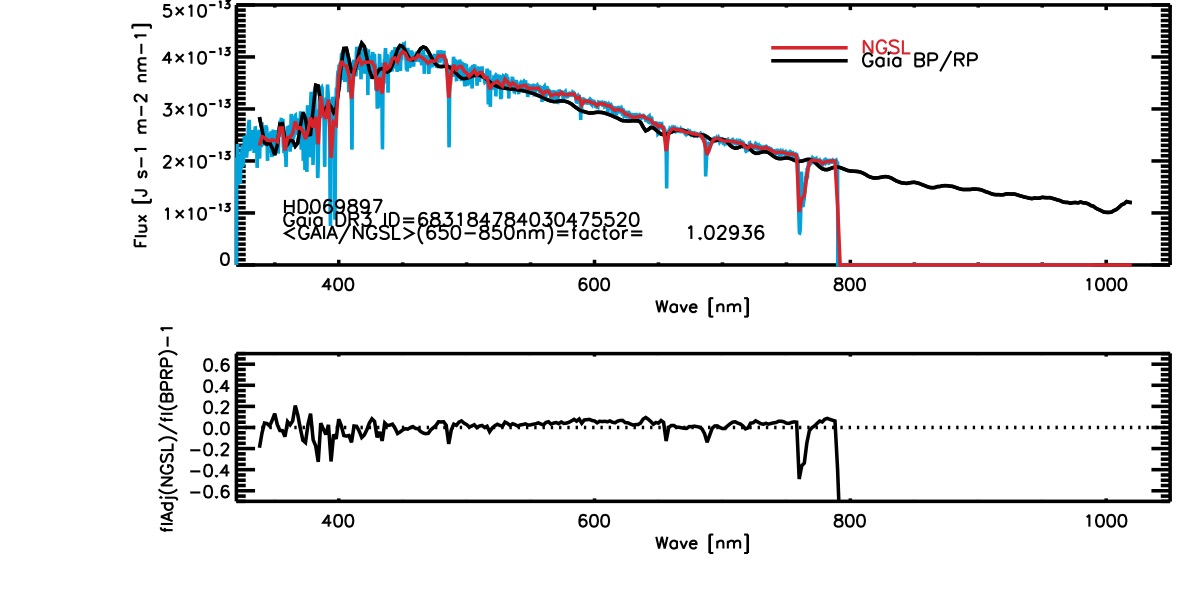 5×10−13
4×10−13
3×10−13
2×10−13
1×10−13
0
Flux [J s−1 m−2 nm−1]
NGSL
Gaia BP/RP
HD069897
Gaia DR3 ID=683184784030475520
<GAIA/NGSL>(650−850nm)=factor= 1.02936
400 600 800 1000
Wave [nm]
flAdj(NGSL)/fl(BPRP)−1
0.6
0.4
0.2
0.0
−0.2
−0.4
−0.6
400 600 800 1000
Wave [nm]